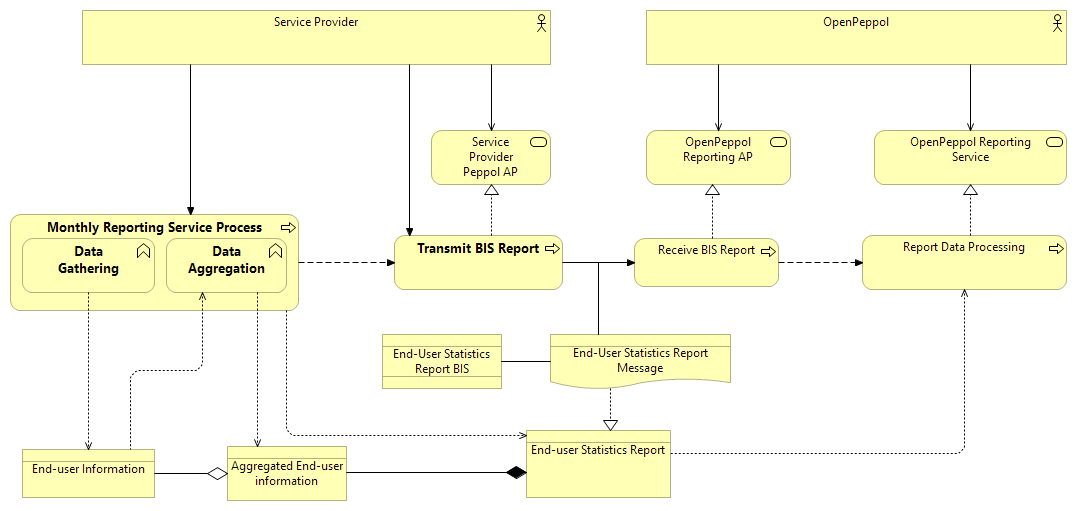 Service Provider
OpenPeppol
Service
Provider
Peppol AP
OpenPeppol
Reporting AP
OpenPeppol Reporting
Service
Monthly Reporting Service Process
Data
Gathering
Data
Aggregation
Transmit BIS Report
Receive BIS Report
Report Data Processing
End-User Statistics
Report BIS
End-User Statistics Report
Message
End-user Information
Aggregated End-user
information
End-user Statistics Report